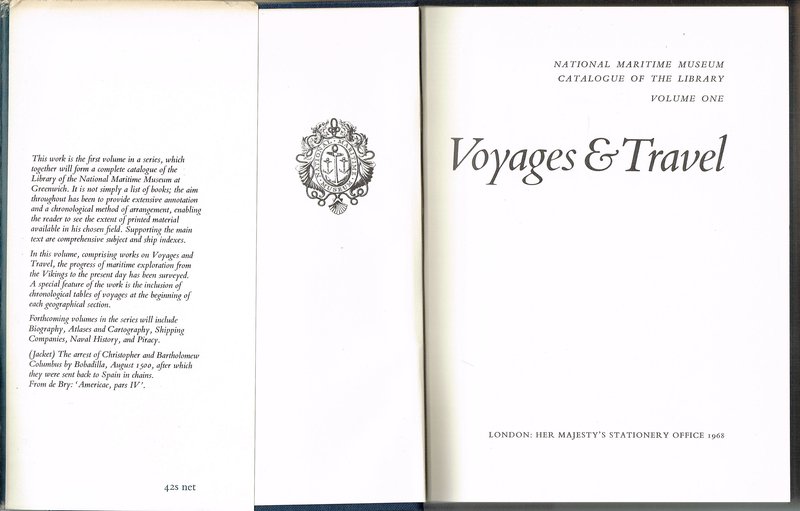 This work is the first volume in a series, which
together will form a complete catalogue of the
Library of the National Maritime Museum at
Greenwich. It is not simply a list of books; the aim
throughout has been to provide extensive annotation
and a chronological method of arrangement, enabling
the reader to see the extent of printed material
available in his chosen field. Supporting the main
text are comprehensive subject and ship indexes.
In this volume, comprising works on Voyages and
Travel, the progress of maritime exploration from
the Vikings to the present day has been surveyed.
A special feature of the work is the inclusion of
chronological tables of voyages at the beginning of
each geographical section.
Forthcoming volumes in the series will include
Biography, Atlases and Cartography, Shipping
Companies, Naval History, and Piracy.
(Jacket) The arrest of Christopher and Bartholomew
Columbus by Bobadilla, August 1500, after which
they were sent back to Spain in chains.
From de Bry: ‘Americae, pars IV’.
42s net
NATIONAL MARITIME MUSEUM
NATIONAL MARITIME MUSEUM
CATALOGUE OF THE LIBRARY
VOLUME ONE
Voyages & Travel
LONDON: HER MAJESTY'S STATIONERY OFFICE 1968